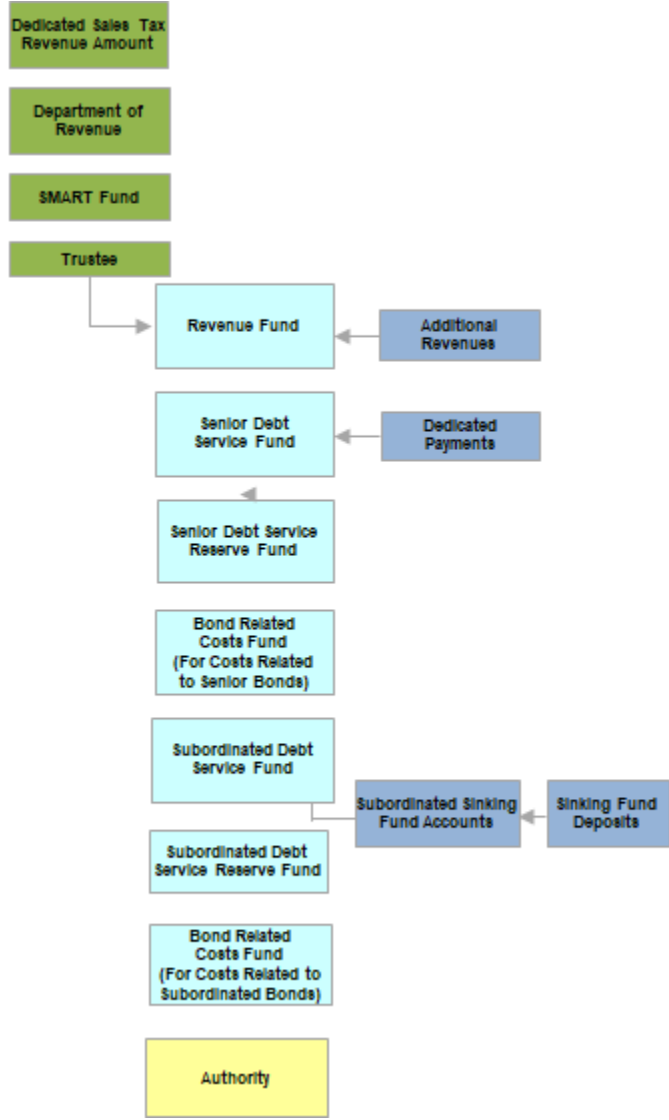 Dedicated Sales Tax
Revenue Amount
Department of
Revenue
SMART Fund
Trustee
Revenue Fund
Additional
Revenues
Senior Debt
Service Fund
Dedicated
Payments
Senior Debt Service
Reserve Fund
Bond Related
Costs Fund
(For Costs Related
to Senior Bonds)
Subordinated Debt
Service Fund
Subordinated Sinking
Fund Accounts
Sinking Fund
Deposits
Subordinated Debt
Service Reserve Fund
Bond Related
Costs Fund
(For Costs Related to
Subordinated Bonds)
Authority